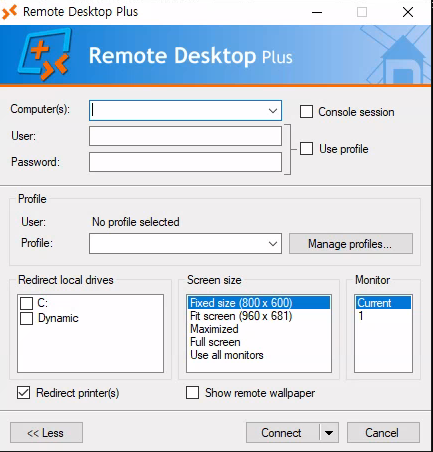 Remote Desktop Plus
Remote Desktop Plus
Computer(s):
Console session
User:
Use profile
Password:
Profile
User: No profile selected
Profile:
Manage profiles...
Redirect local drives
C:
Dynamic
Screen size
Fixed size (800 x 600)
Fit screen (960 x 681)
Maximized
Full screen
Use all monitors
Monitor
Current
1
Redirect printer(s)
Show remote wallpaper
<< Less
Connect
Cancel